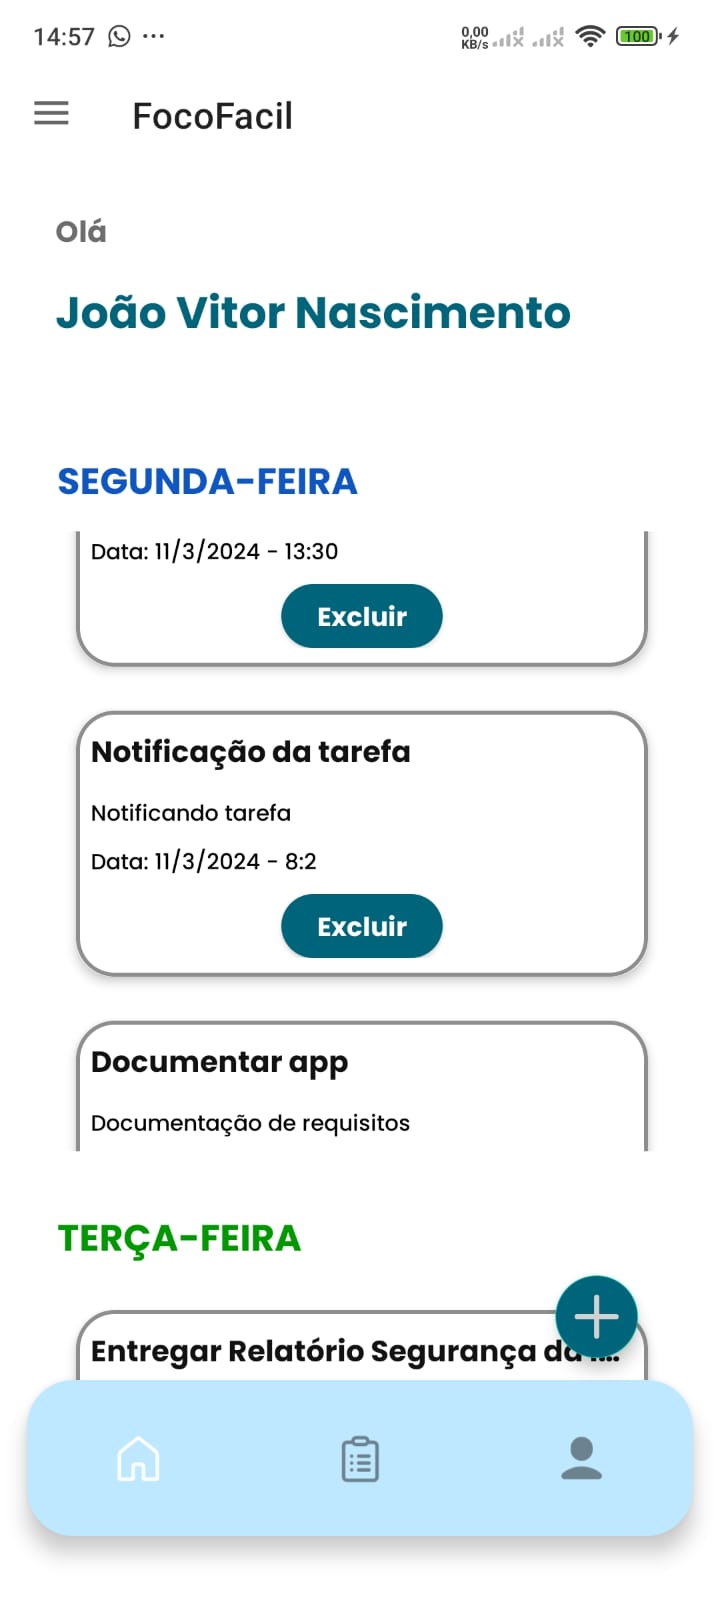 14:57
0,00
KB/s
100
FocoFacil
Olá
João Vitor Nascimento
SEGUNDA-FEIRA
Data: 11/3/2024 - 13:30
Excluir
Notificação da tarefa
Notificando tarefa
Data: 11/3/2024 - 8:2
Excluir
Documentar app
Documentação de requisitos
TERÇA-FEIRA
Entregar Relatório Segurança da